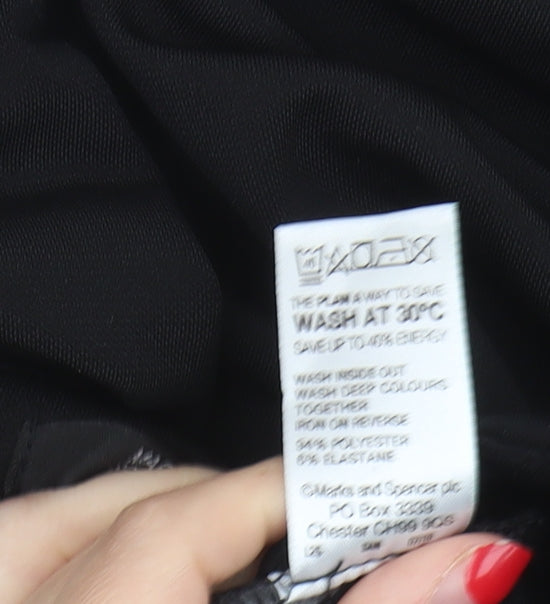 THE PLAN A WAY TO SAVE
WASH AT 30°C
SAVE UP TO 40% ENERGY
WASH INSIDE OUT
WASH DEEP COLOURS
TOGETHER
IRON ON REVERSE
94% POLYESTER
6% ELASTANE
©Marks and Spencer plc
PO Box 3339
Chester CH99 9QS